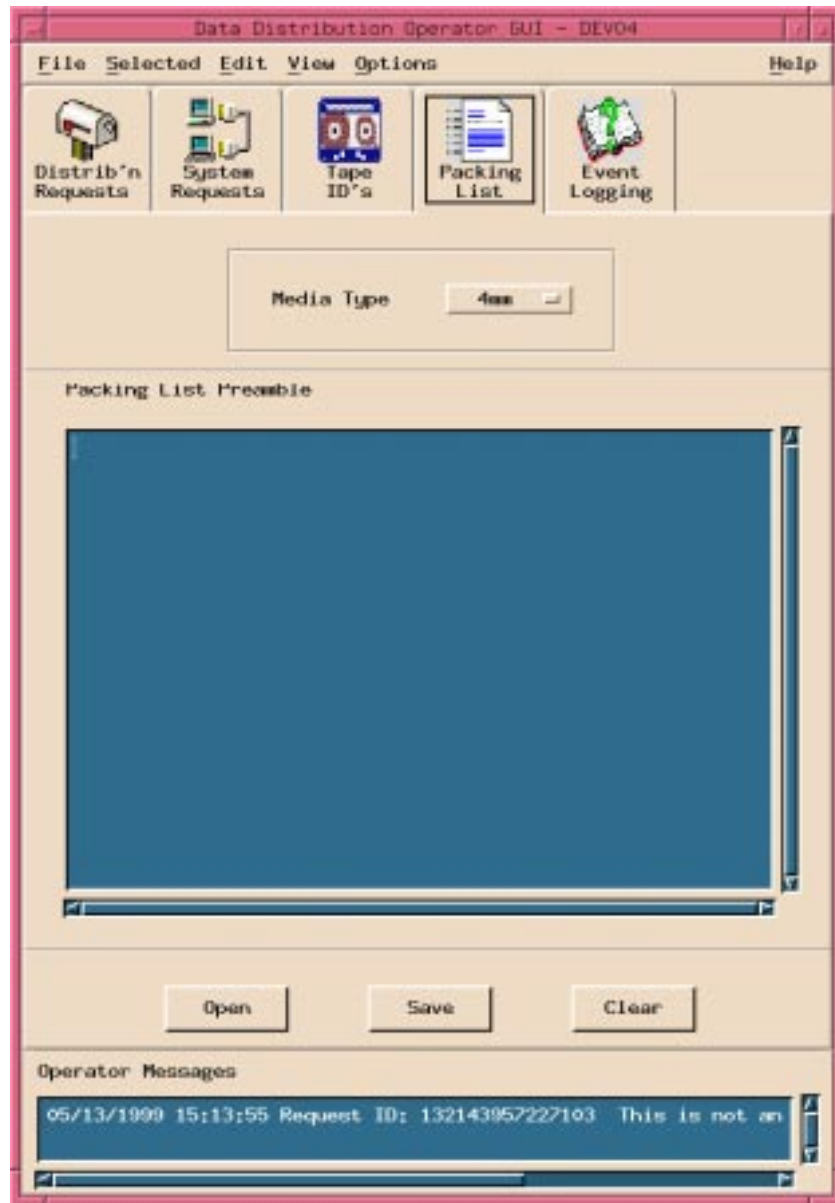 Data Distribution Operator GUI - DEV04
File Selected Edit View Options Help
Distrib'n Requests
System Requests
Tape ID's
Packing List
Event Logging
Media Type 4mm
Packing List Preamble
Open Save Clear
Operator Messages
05/13/1999 15:13:55 Request ID: 132143957227103 This is not an